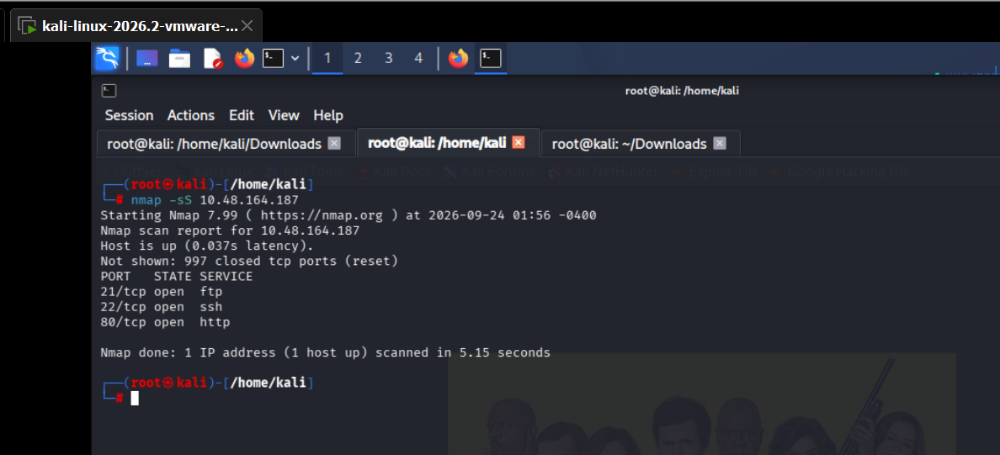 kali-linux-2026.2-vmware-...
1 2 3 4
root@kali: /home/kali
Session Actions Edit View Help
root@kali: /home/kali/Downloads root@kali: /home/kali root@kali: ~/Downloads
OffSec Kali Linux Kali Tools Kali Docs Kali Forums Kali NetHunter Exploit-DB Google Hacking DB
┌──(root㉿kali)-[/home/kali]
└─# nmap -sS 10.48.164.187
Starting Nmap 7.99 ( https://nmap.org ) at 2026-09-24 01:56 -0400
Nmap scan report for 10.48.164.187
Host is up (0.037s latency).
Not shown: 997 closed tcp ports (reset)
PORT   STATE SERVICE
21/tcp open  ftp
22/tcp open  ssh
80/tcp open  http
Nmap done: 1 IP address (1 host up) scanned in 5.15 seconds
┌──(root㉿kali)-[/home/kali]
└─#